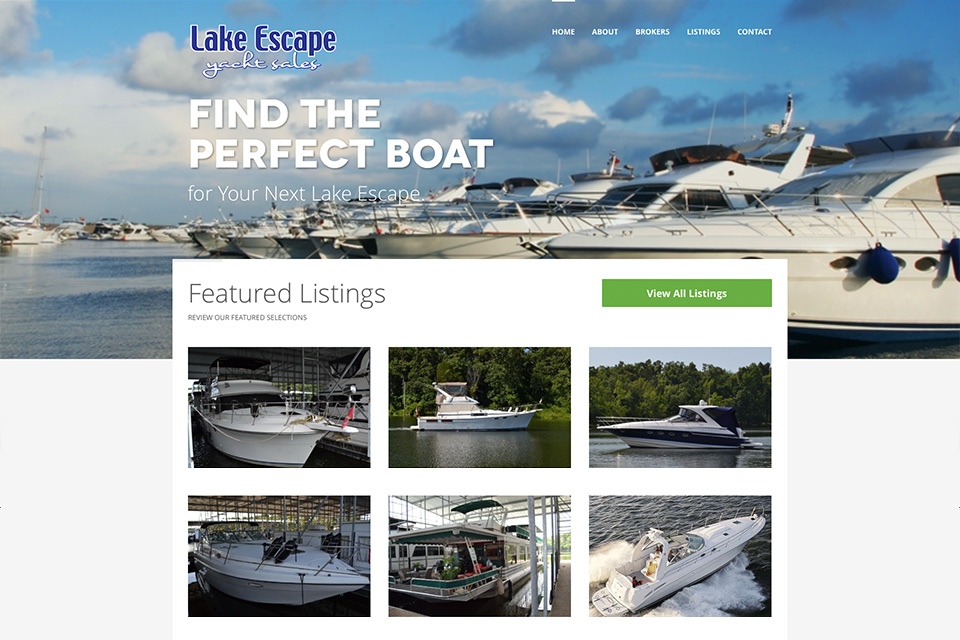 Lake Escape
yacht sales
HOME ABOUT BROKERS LISTINGS CONTACT
FIND THE
PERFECT BOAT
for Your Next Lake Escape.
Featured Listings
View All Listings
REVIEW OUR FEATURED SELECTIONS